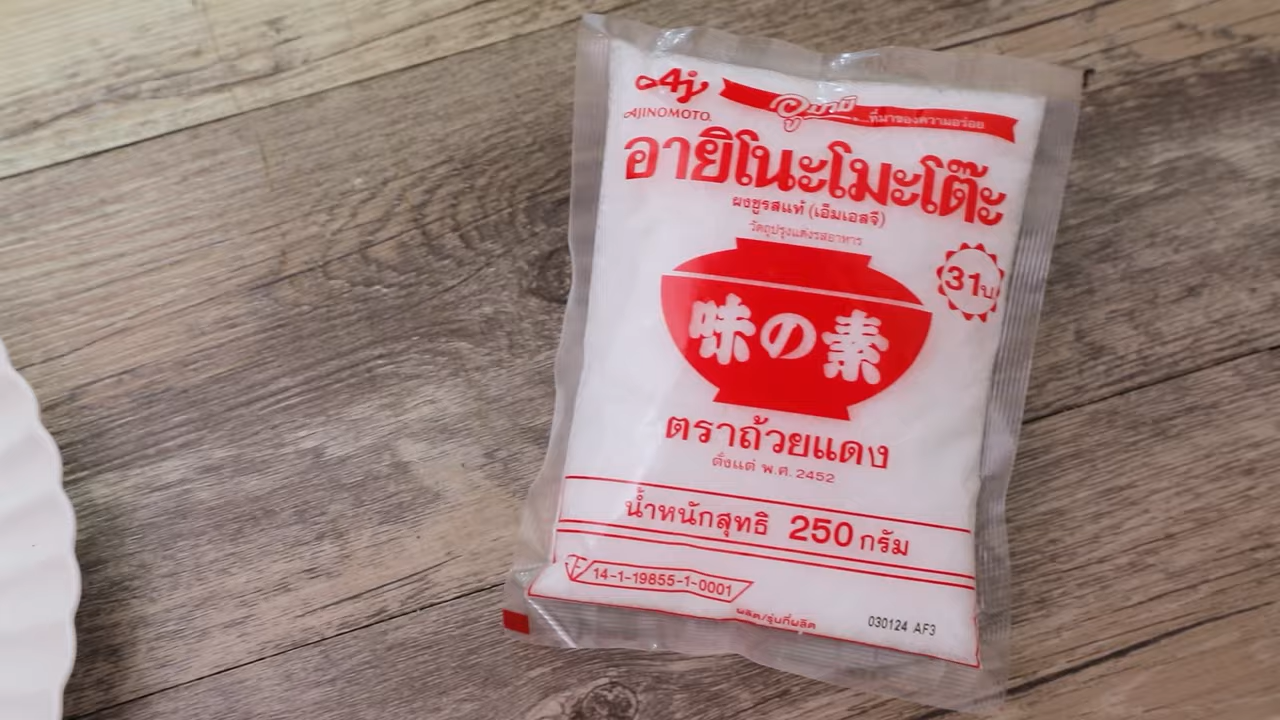 AJINOMOTO
อูมามิ ...ที่มาของความอร่อย
อายิโนะโมะโต๊ะ
ผงชูรสแท้ (เอ็มเอสจี)
วัตถุปรุงแต่งรสอาหาร
31บ
味の素
ตราถ้วยแดง
ตั้งแต่ พ.ศ. 2452
น้ำหนักสุทธิ 250 กรัม
14-1-19855-1-0001
ผลิต/รุ่นที่ผลิต
030124 AF3